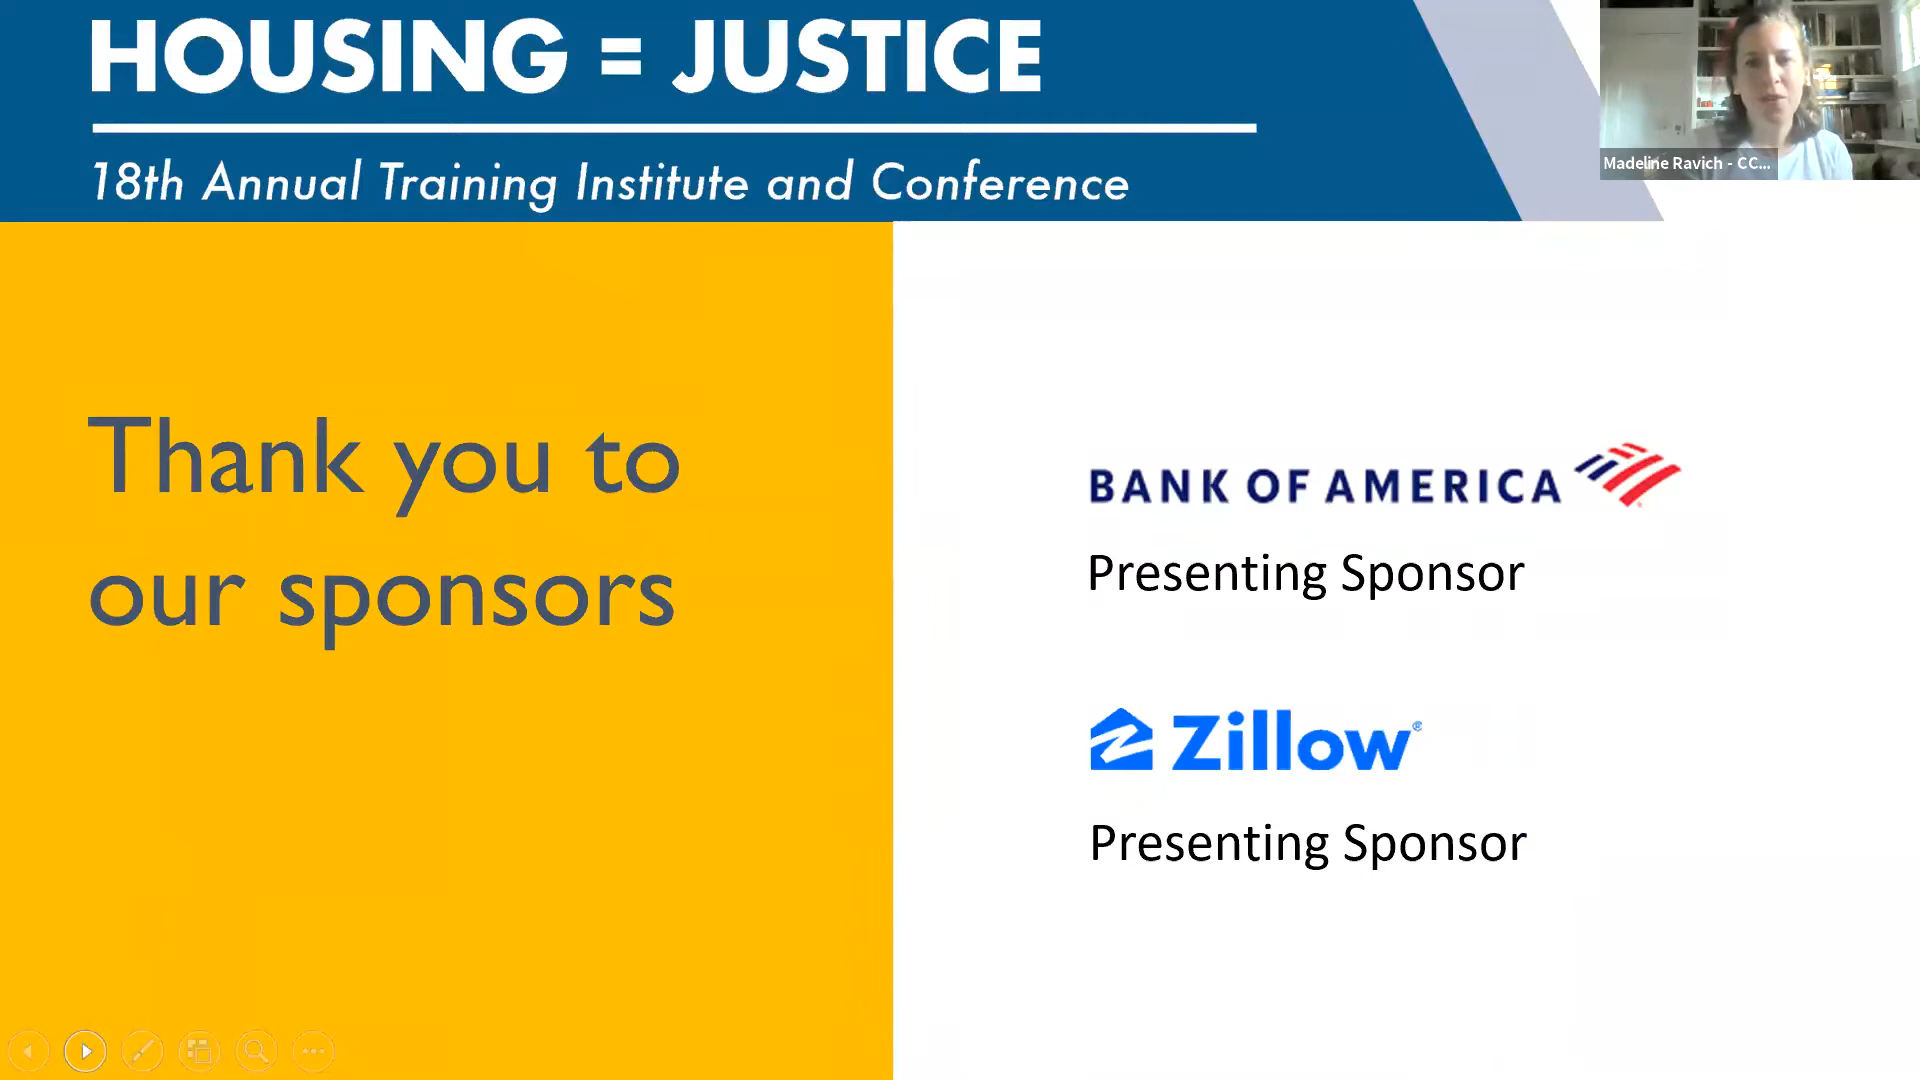 HOUSING = JUSTICE
18th Annual Training Institute and Conference
Madeline Ravich - CC...
Thank you to
our sponsors
BANK OF AMERICA
Presenting Sponsor
Zillow®
Presenting Sponsor